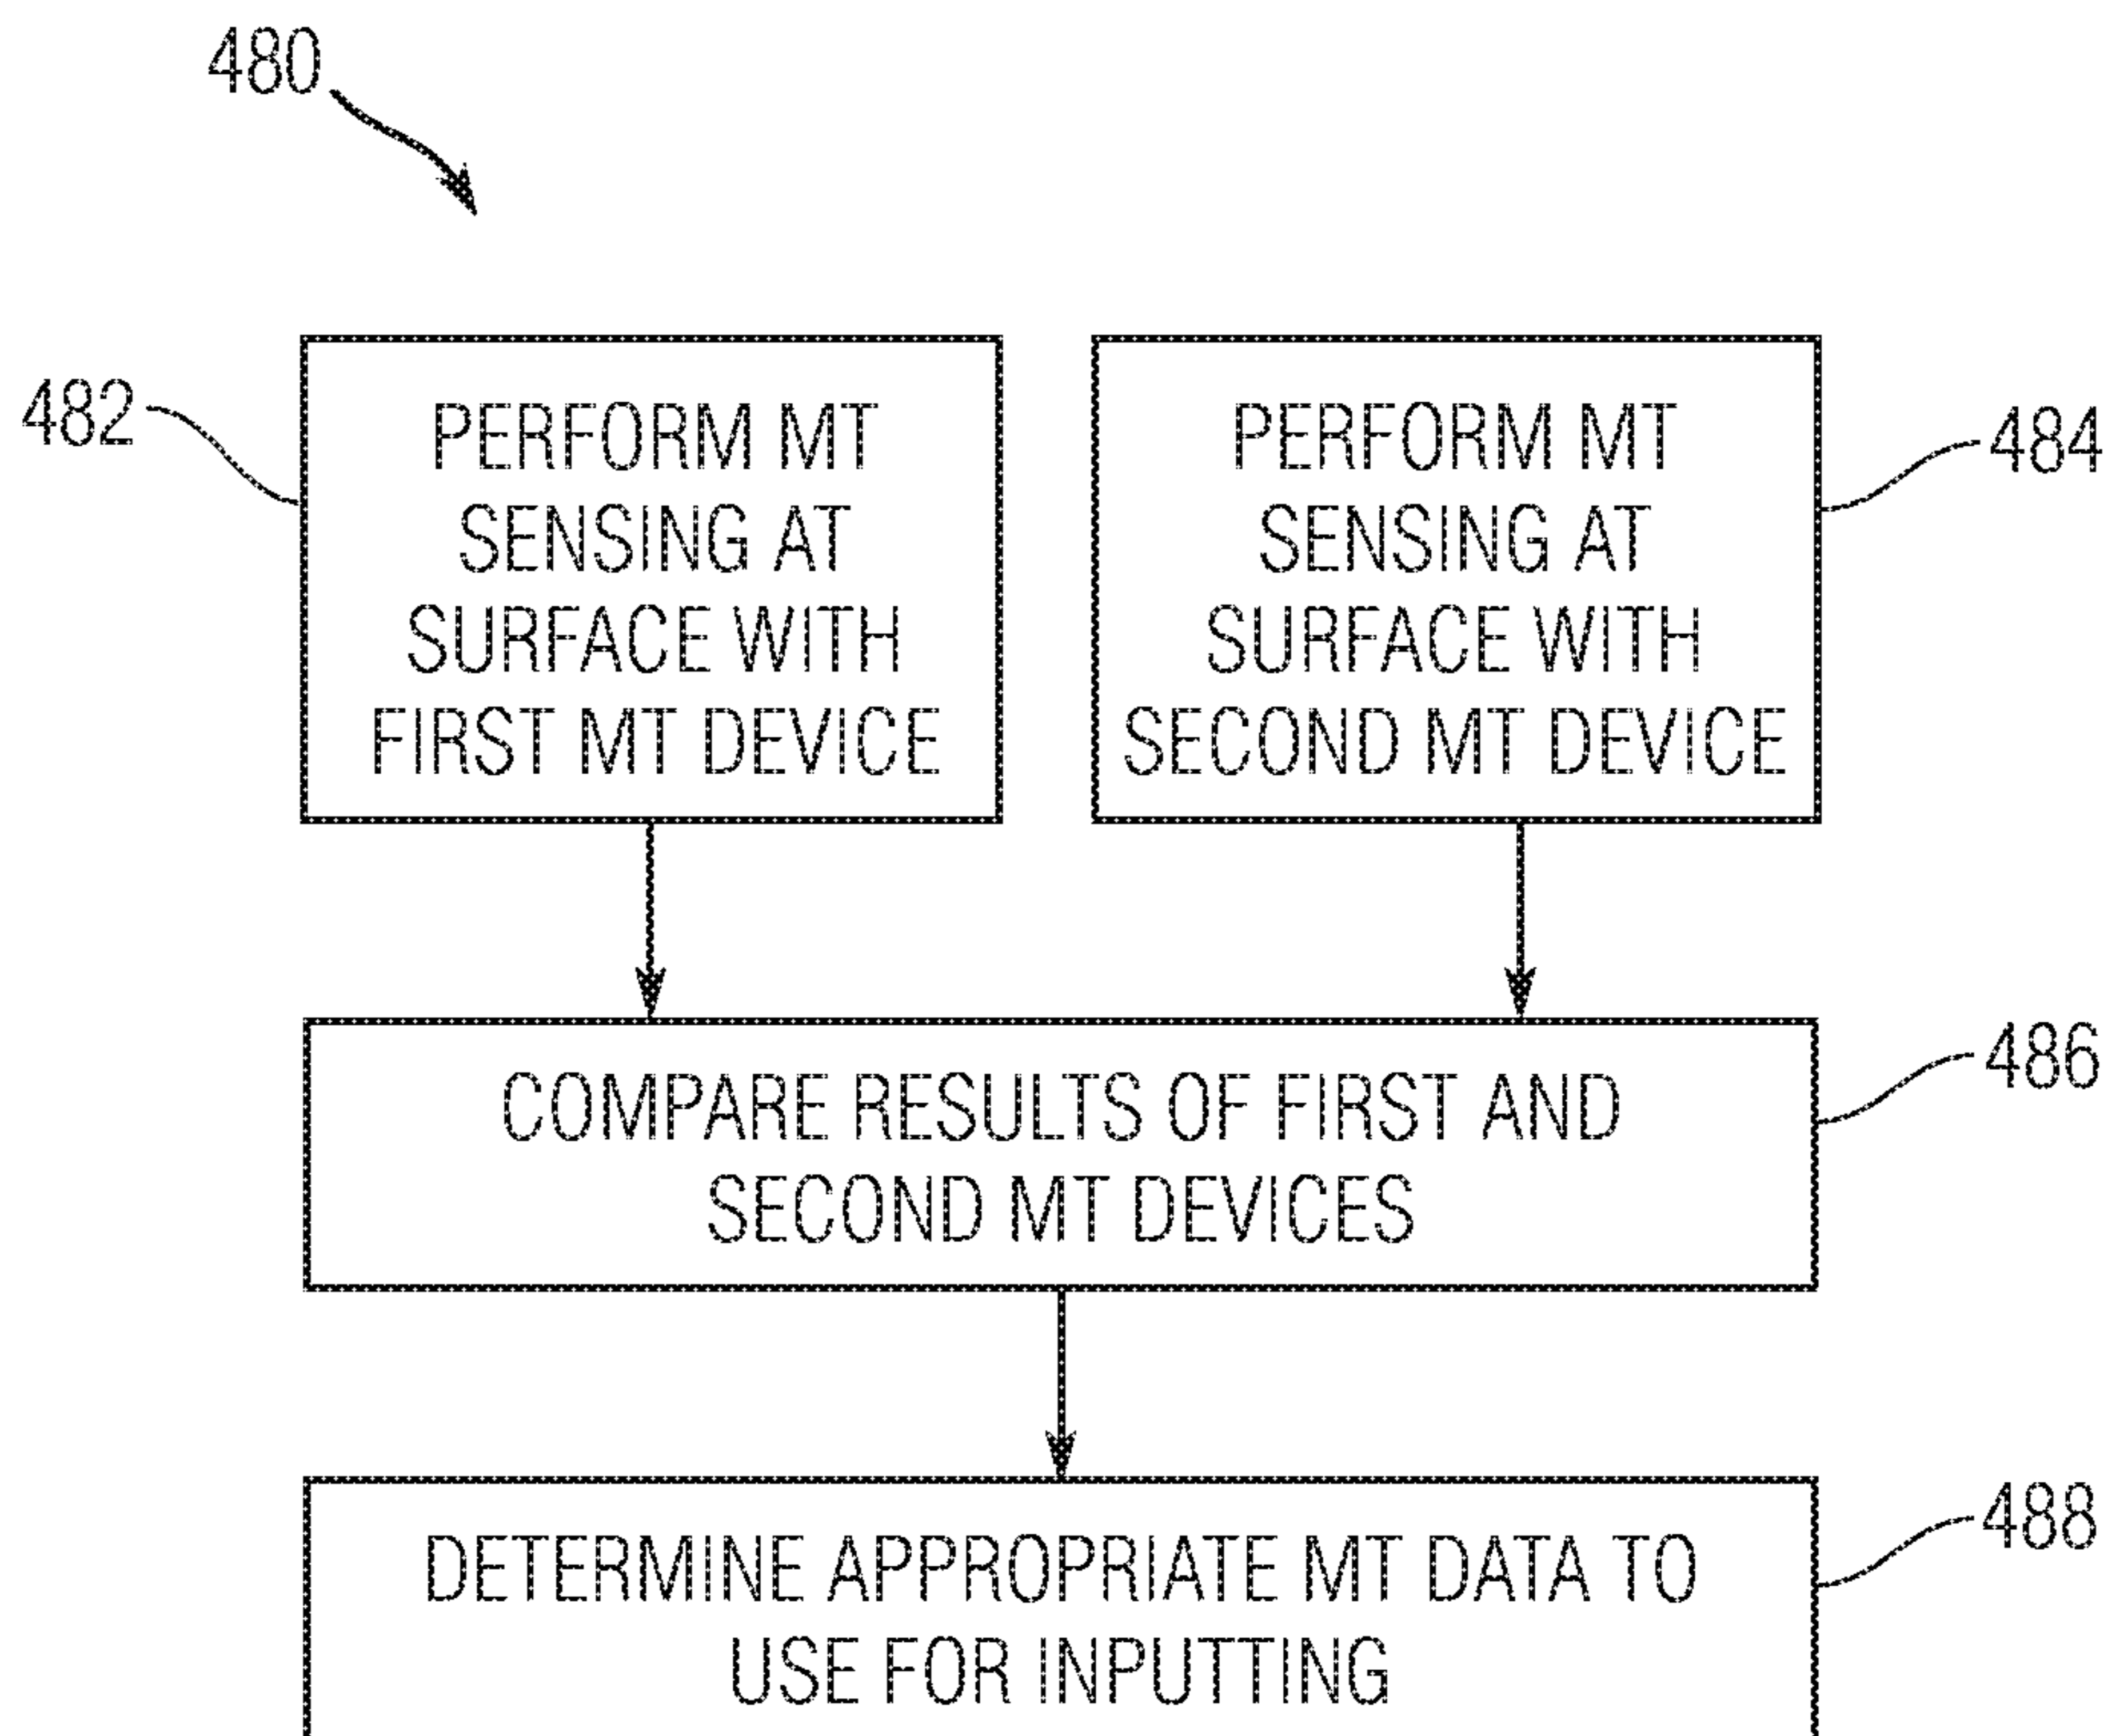 480
482
PERFORM MT
SENSING AT
SURFACE WITH
FIRST MT DEVICE
PERFORM MT
SENSING AT
SURFACE WITH
SECOND MT DEVICE
484
COMPARE RESULTS OF FIRST AND
SECOND MT DEVICES
486
DETERMINE APPROPRIATE MT DATA TO
USE FOR INPUTTING
488